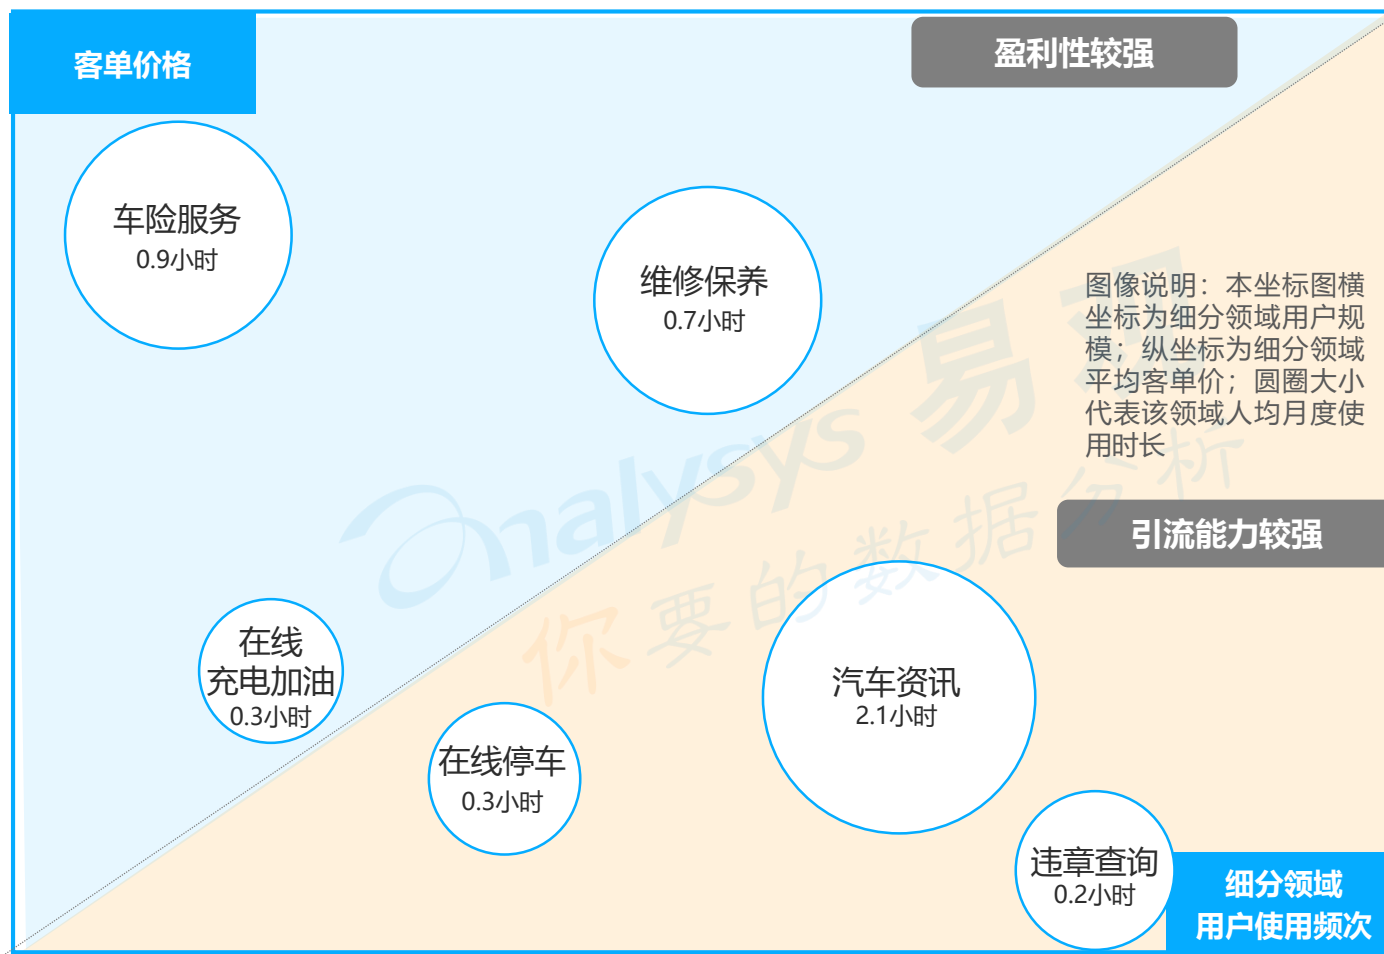 客单价格
盈利性较强
车险服务
0.9小时
维修保养
0.7小时
图像说明：本坐标图横
坐标为细分领域用户规
模；纵坐标为细分领域
平均客单价；圆圈大小
代表该领域人均月度使
用时长
analysys 易观
你要的数据分析
引流能力较强
在线
充电加油
0.3小时
汽车资讯
2.1小时
在线停车
0.3小时
违章查询
0.2小时
细分领域
用户使用频次